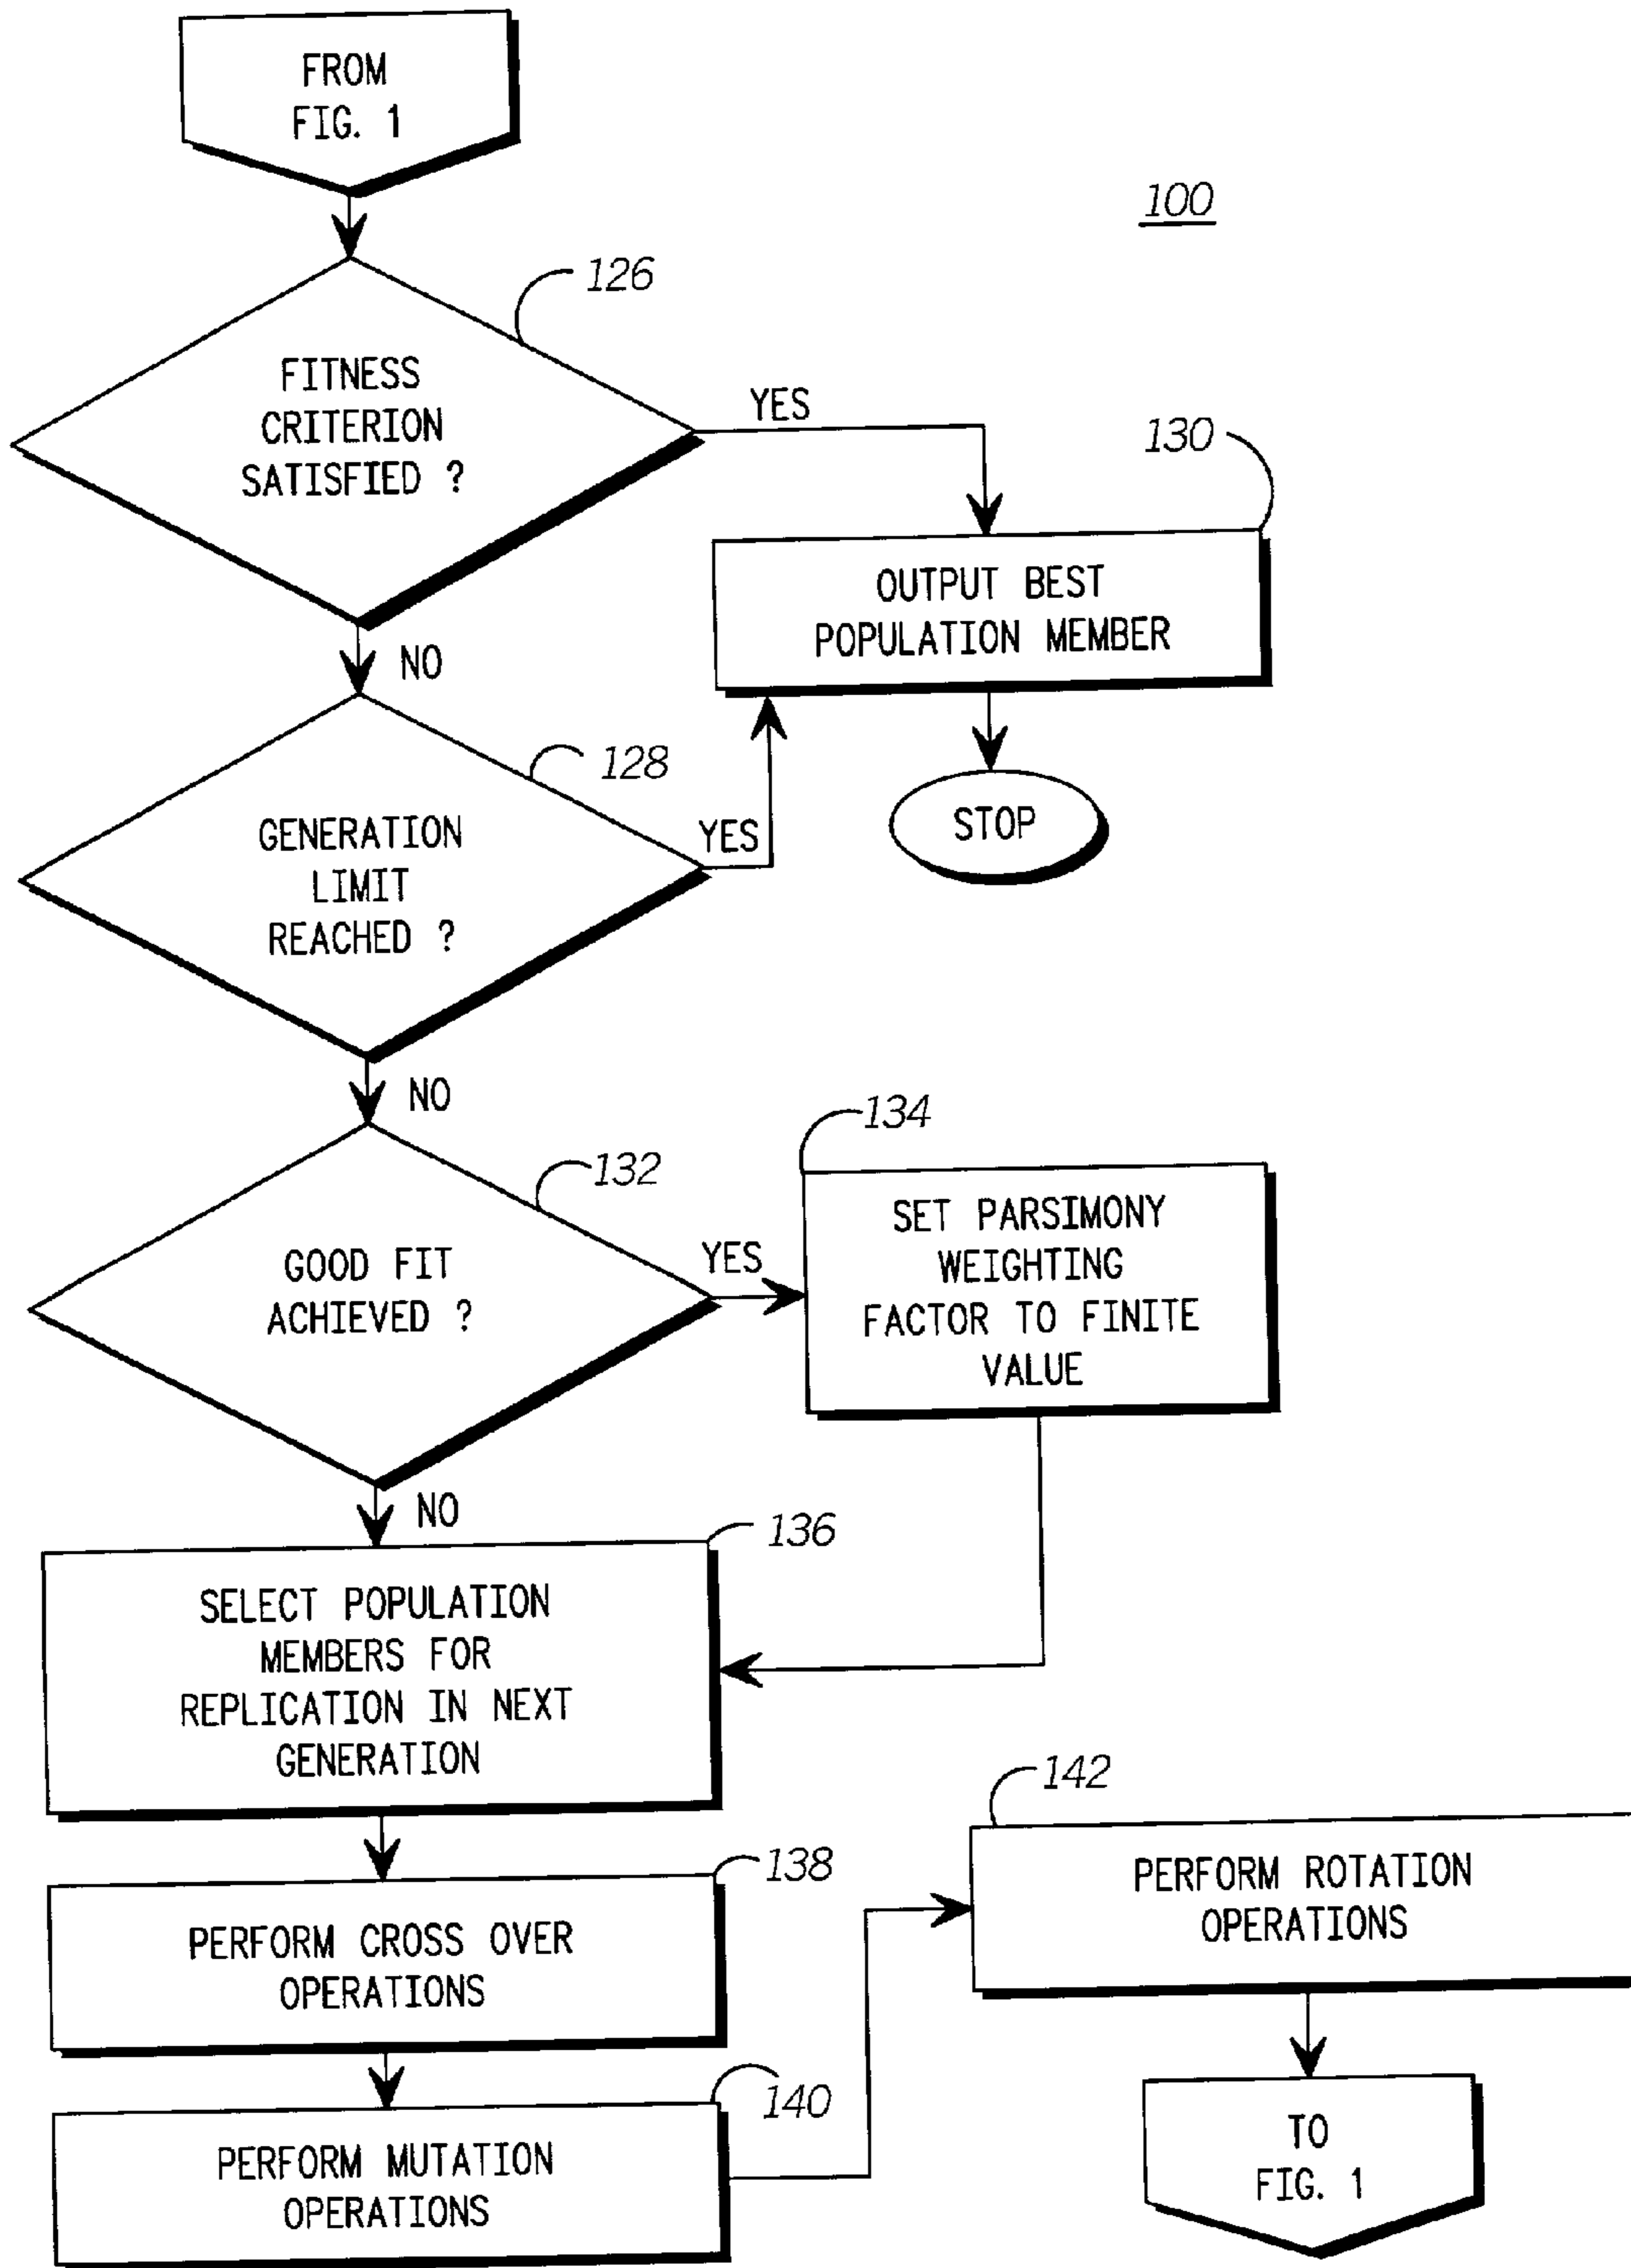 FROM
FIG. 1
100
126
FITNESS
CRITERION
SATISFIED ?
YES
130
OUTPUT BEST
POPULATION MEMBER
NO
128
GENERATION
LIMIT
REACHED ?
YES
STOP
NO
132
GOOD FIT
ACHIEVED ?
YES
134
SET PARSIMONY
WEIGHTING
FACTOR TO FINITE
VALUE
NO
136
SELECT POPULATION
MEMBERS FOR
REPLICATION IN NEXT
GENERATION
138
PERFORM CROSS OVER
OPERATIONS
140
PERFORM MUTATION
OPERATIONS
142
PERFORM ROTATION
OPERATIONS
TO
FIG. 1